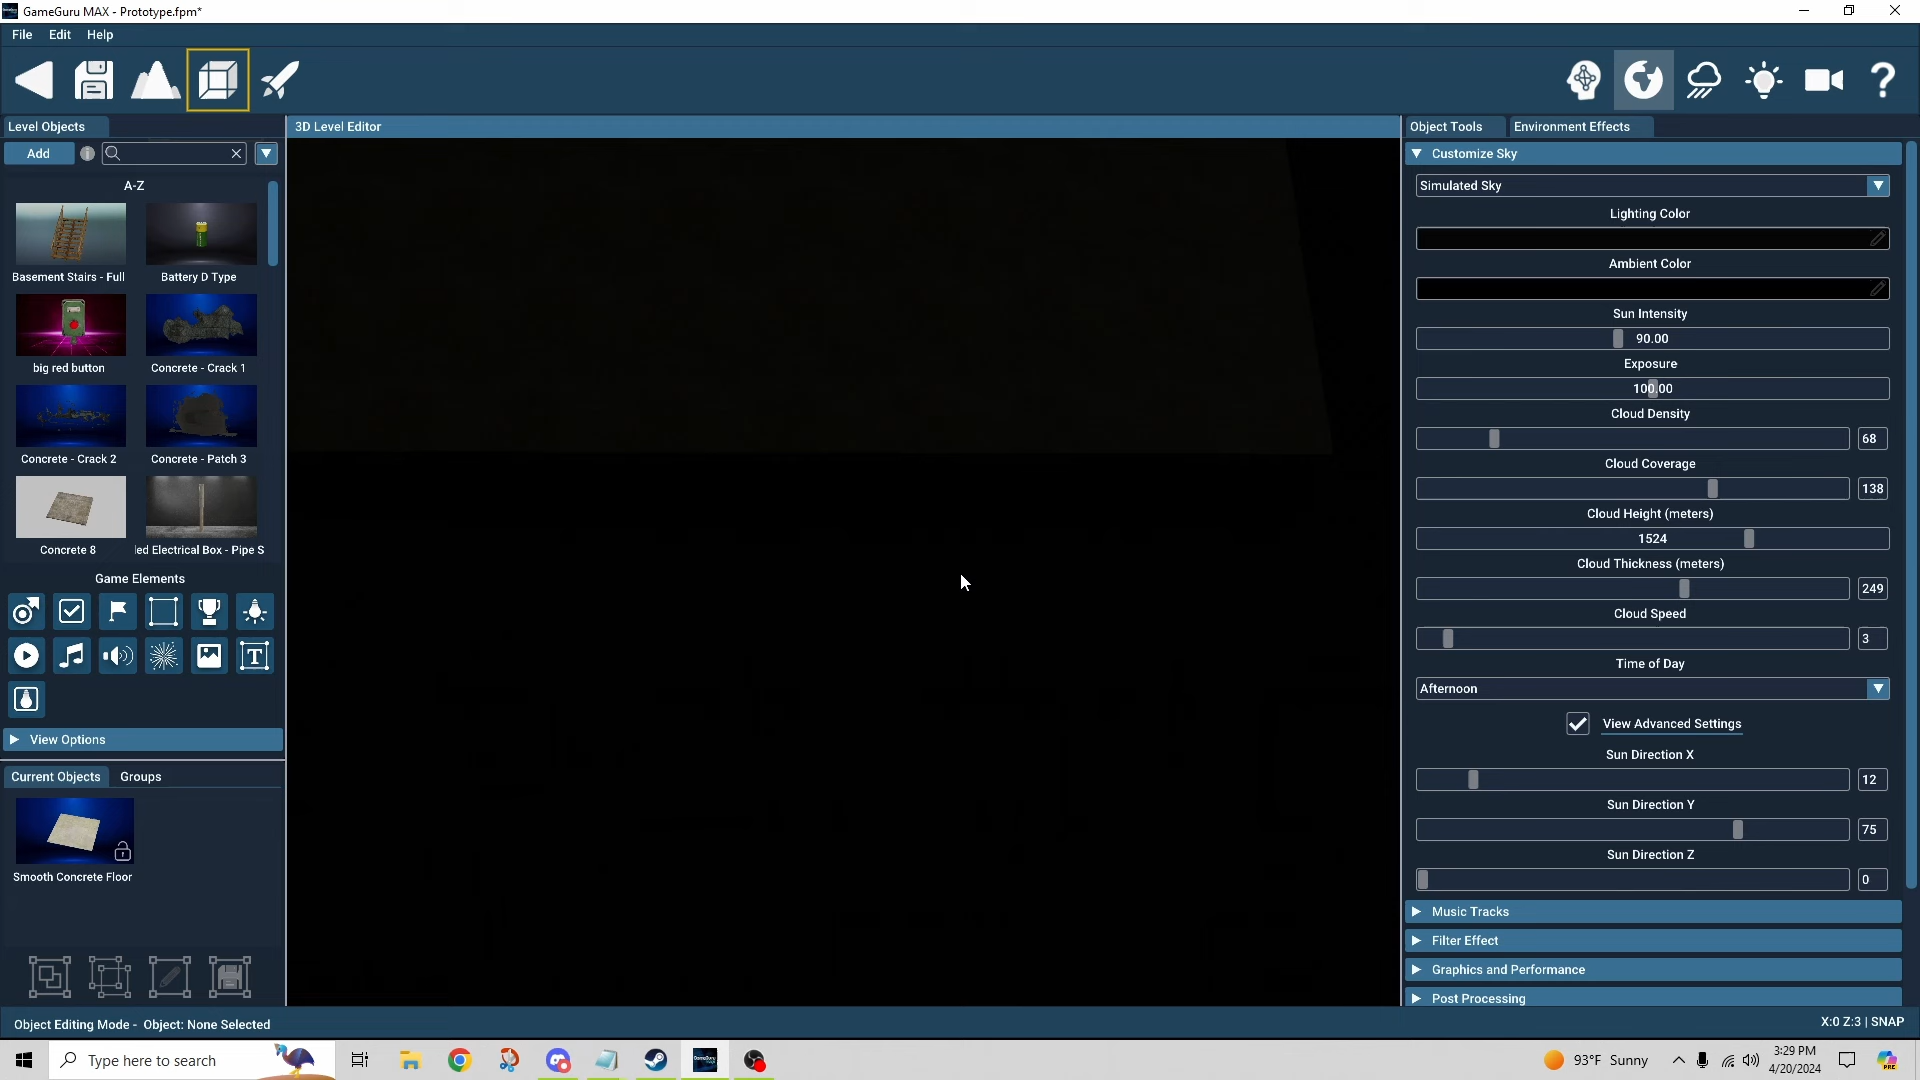 GameGuru MAX - Prototype.fpm*
File Edit Help
Level Objects
Add
A-Z
Basement Stairs - Full
Battery D Type
big red button
Concrete - Crack 1
Concrete - Crack 2
Concrete - Patch 3
Concrete 8
led Electrical Box - Pipe S
Game Elements
View Options
Current Objects Groups
Smooth Concrete Floor
Object Editing Mode - Object: None Selected
3D Level Editor
Object Tools Environment Effects
Customize Sky
Simulated Sky
Lighting Color
Ambient Color
Sun Intensity
90.00
Exposure
100.00
Cloud Density
68
Cloud Coverage
138
Cloud Height (meters)
1524
Cloud Thickness (meters)
249
Cloud Speed
3
Time of Day
Afternoon
View Advanced Settings
Sun Direction X
12
Sun Direction Y
75
Sun Direction Z
0
Music Tracks
Filter Effect
Graphics and Performance
Post Processing
X:0 Z:3 | SNAP
Type here to search
93°F Sunny
3:29 PM
4/20/2024